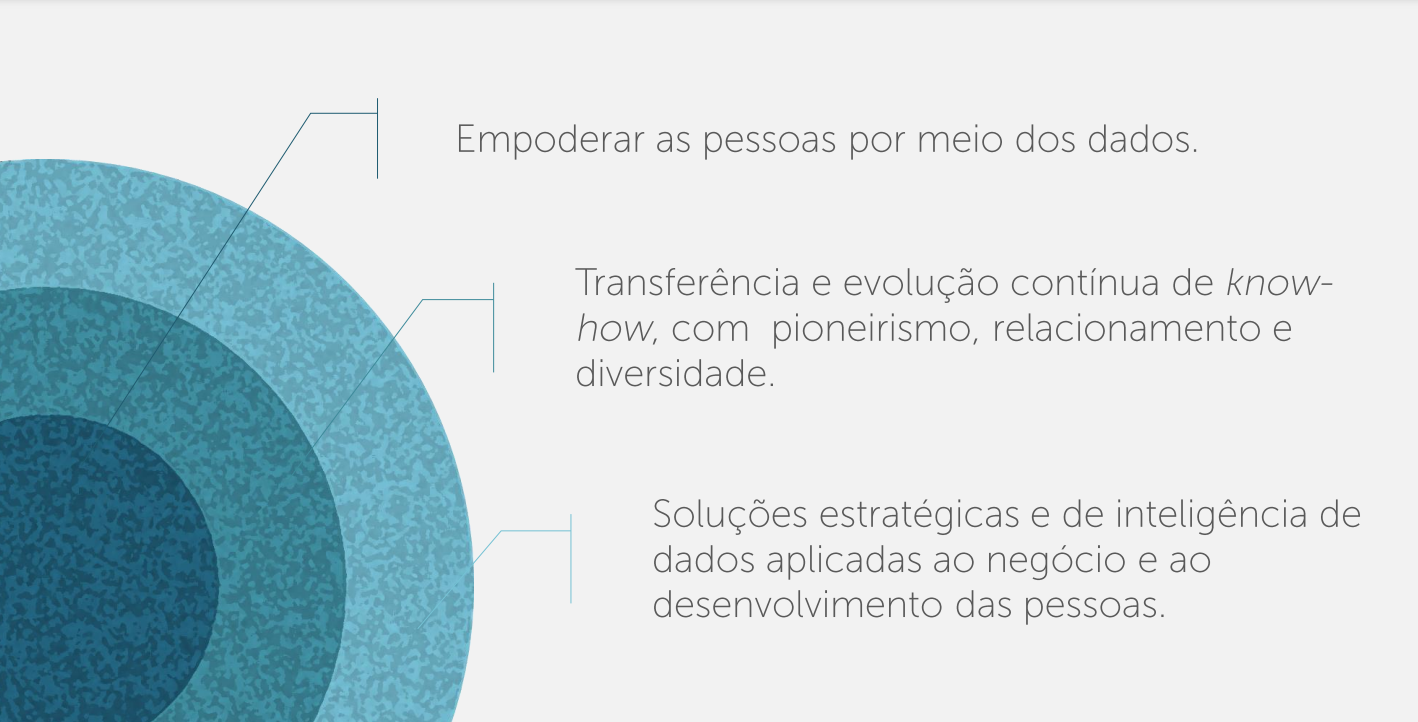 Empoderar as pessoas por meio dos dados.
Transferência e evolução contínua de know-
how, com  pioneirismo, relacionamento e
diversidade.
Soluções estratégicas e de inteligência de
dados aplicadas ao negócio e ao
desenvolvimento das pessoas.